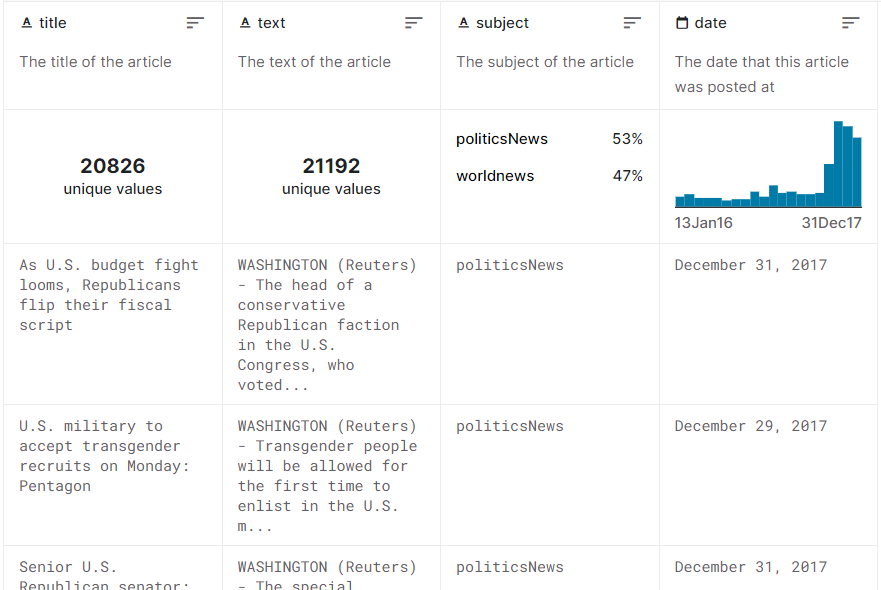 title
text
subject
date
The title of the article
The text of the article
The subject of the article
The date that this article
was posted at
20826
unique values
21192
unique values
politicsNews 53%
worldnews 47%
13Jan16 31Dec17
As U.S. budget fight
looms, Republicans
flip their fiscal
script
WASHINGTON (Reuters)
- The head of a
conservative
Republican faction
in the U.S.
Congress, who
voted...
politicsNews
December 31, 2017
U.S. military to
accept transgender
recruits on Monday:
Pentagon
WASHINGTON (Reuters)
- Transgender people
will be allowed for
the first time to
enlist in the U.S.
m...
politicsNews
December 29, 2017
Senior U.S.
Republican senator:
WASHINGTON (Reuters)
- The special
politicsNews
December 31, 2017